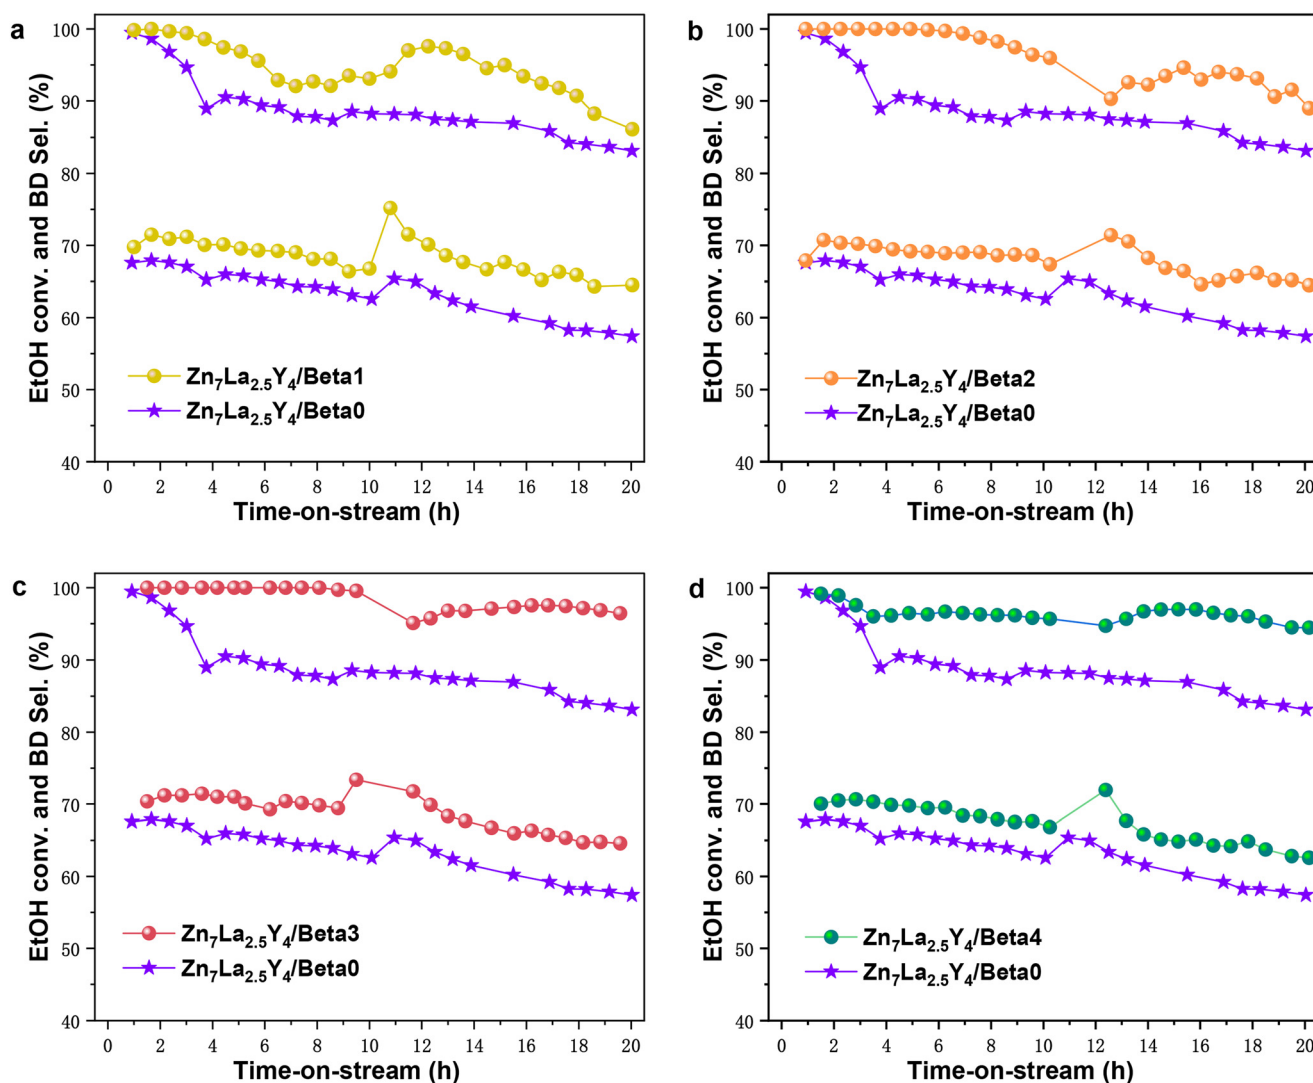 a
EtOH conv. and BD Sel. (%)
100
90
80
70
60
50
40
Zn7La2.5Y4/Beta1
Zn7La2.5Y4/Beta0
0 2 4 6 8 10 12 14 16 18 20
Time-on-stream (h)
b
EtOH conv. and BD Sel. (%)
100
90
80
70
60
50
40
Zn7La2.5Y4/Beta2
Zn7La2.5Y4/Beta0
0 2 4 6 8 10 12 14 16 18 20
Time-on-stream (h)
c
EtOH conv. and BD Sel. (%)
100
90
80
70
60
50
40
Zn7La2.5Y4/Beta3
Zn7La2.5Y4/Beta0
0 2 4 6 8 10 12 14 16 18 20
Time-on-stream (h)
d
EtOH conv. and BD Sel. (%)
100
90
80
70
60
50
40
Zn7La2.5Y4/Beta4
Zn7La2.5Y4/Beta0
0 2 4 6 8 10 12 14 16 18 20
Time-on-stream (h)